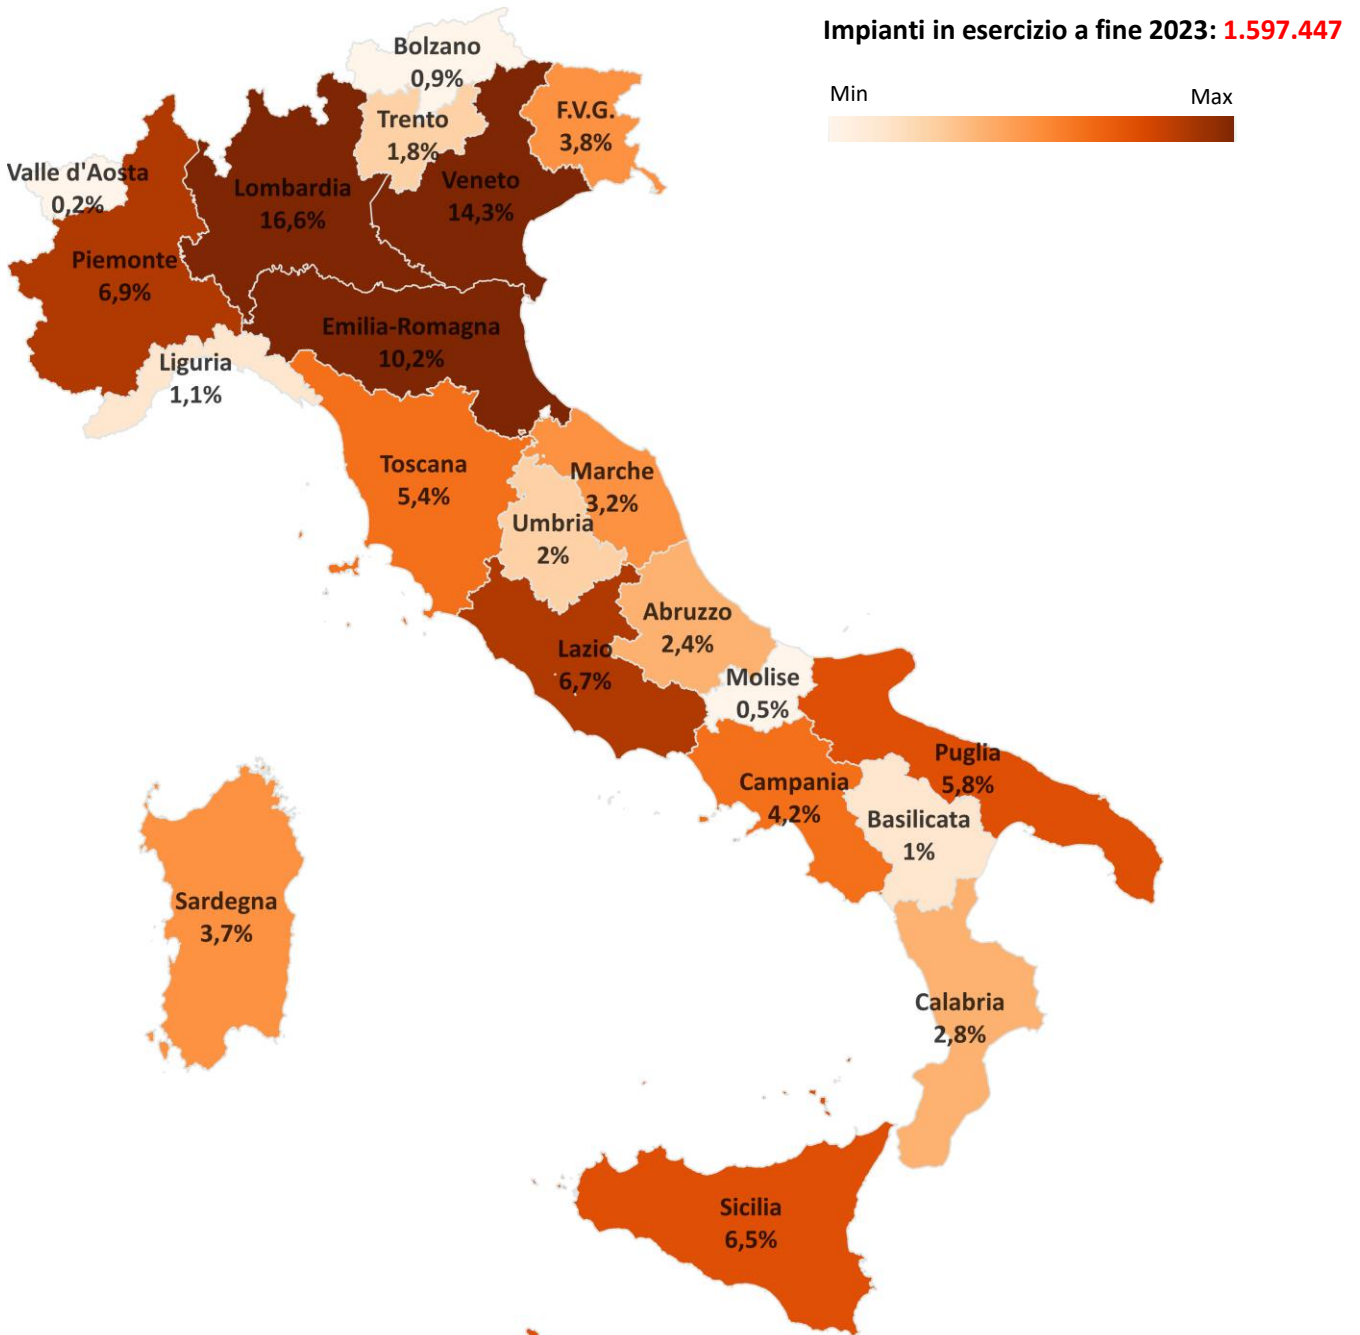 Impianti in esercizio a fine 2023: 1.597.447
Min
Max
Bolzano
0,9%
Trento
1,8%
F.V.G.
3,8%
Valle d'Aosta
0,2%
Lombardia
16,6%
Veneto
14,3%
Piemonte
6,9%
Emilia-Romagna
10,2%
Liguria
1,1%
Toscana
5,4%
Marche
3,2%
Umbria
2%
Abruzzo
2,4%
Lazio
6,7%
Molise
0,5%
Puglia
5,8%
Campania
4,2%
Basilicata
1%
Sardegna
3,7%
Calabria
2,8%
Sicilia
6,5%